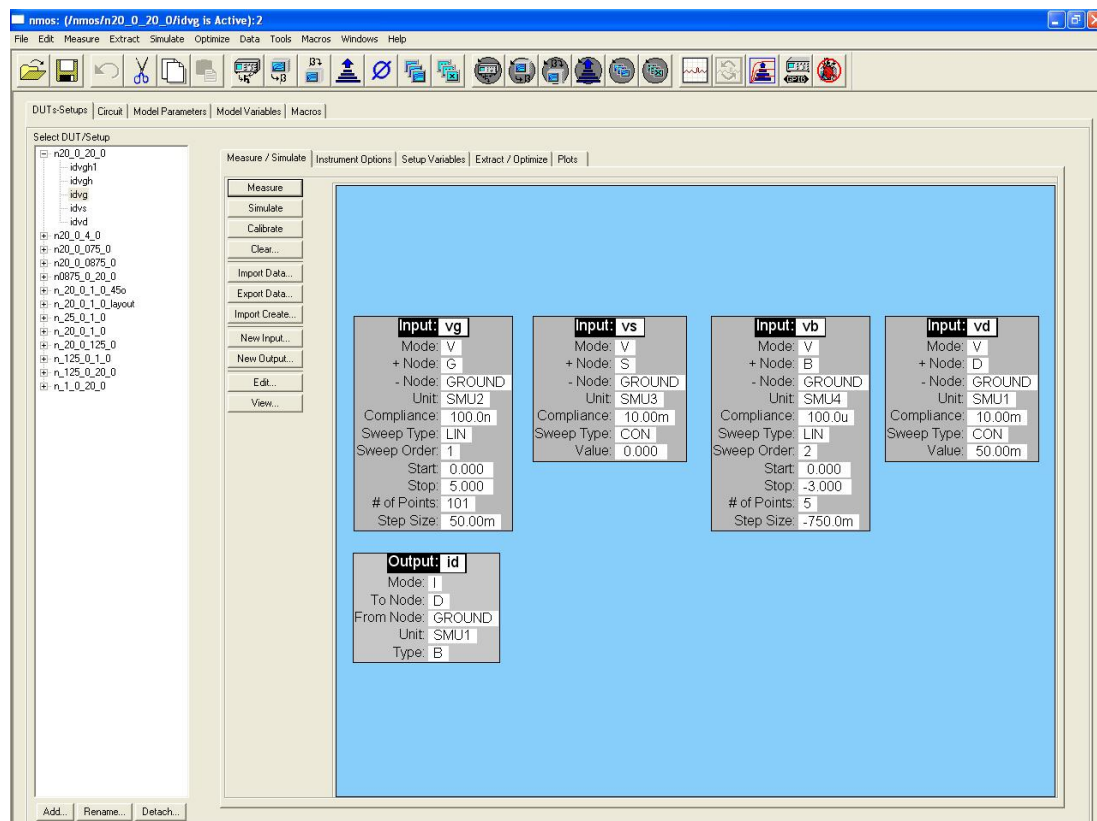 nmos: (/nmos/n20_0_20_0/idvg is Active):2
File Edit Measure Extract Simulate Optimize Data Tools Macros Windows Help
DUTs-Setups Circuit Model Parameters Model Variables Macros
Select DUT/Setup
n20_0_20_0
idvgh1
idvgh
idvg
idvs
idvd
n20_0_4_0
n20_0_075_0
n20_0_0875_0
n0875_0_20_0
n_20_0_1_0_45o
n_20_0_1_0_layout
n_25_0_1_0
n_20_0_1_0
n_20_0_125_0
n_125_0_1_0
n_125_0_20_0
n_1_0_20_0
Add... Rename... Detach...
Measure / Simulate Instrument Options Setup Variables Extract / Optimize Plots
Measure
Simulate
Calibrate
Clear...
Import Data...
Export Data...
Import Create...
New Input...
New Output...
Edit...
View...
Input: vg
Mode: V
+ Node: G
- Node: GROUND
Unit: SMU2
Compliance: 100.0n
Sweep Type: LIN
Sweep Order: 1
Start: 0.000
Stop: 5.000
# of Points: 101
Step Size: 50.00m
Input: vs
Mode: V
+ Node: S
- Node: GROUND
Unit: SMU3
Compliance: 10.00m
Sweep Type: CON
Value: 0.000
Input: vb
Mode: V
+ Node: B
- Node: GROUND
Unit: SMU4
Compliance: 100.0u
Sweep Type: LIN
Sweep Order: 2
Start: 0.000
Stop: -3.000
# of Points: 5
Step Size: -750.0m
Input: vd
Mode: V
+ Node: D
- Node: GROUND
Unit: SMU1
Compliance: 10.00m
Sweep Type: CON
Value: 50.00m
Output: id
Mode: I
To Node: D
From Node: GROUND
Unit: SMU1
Type: B